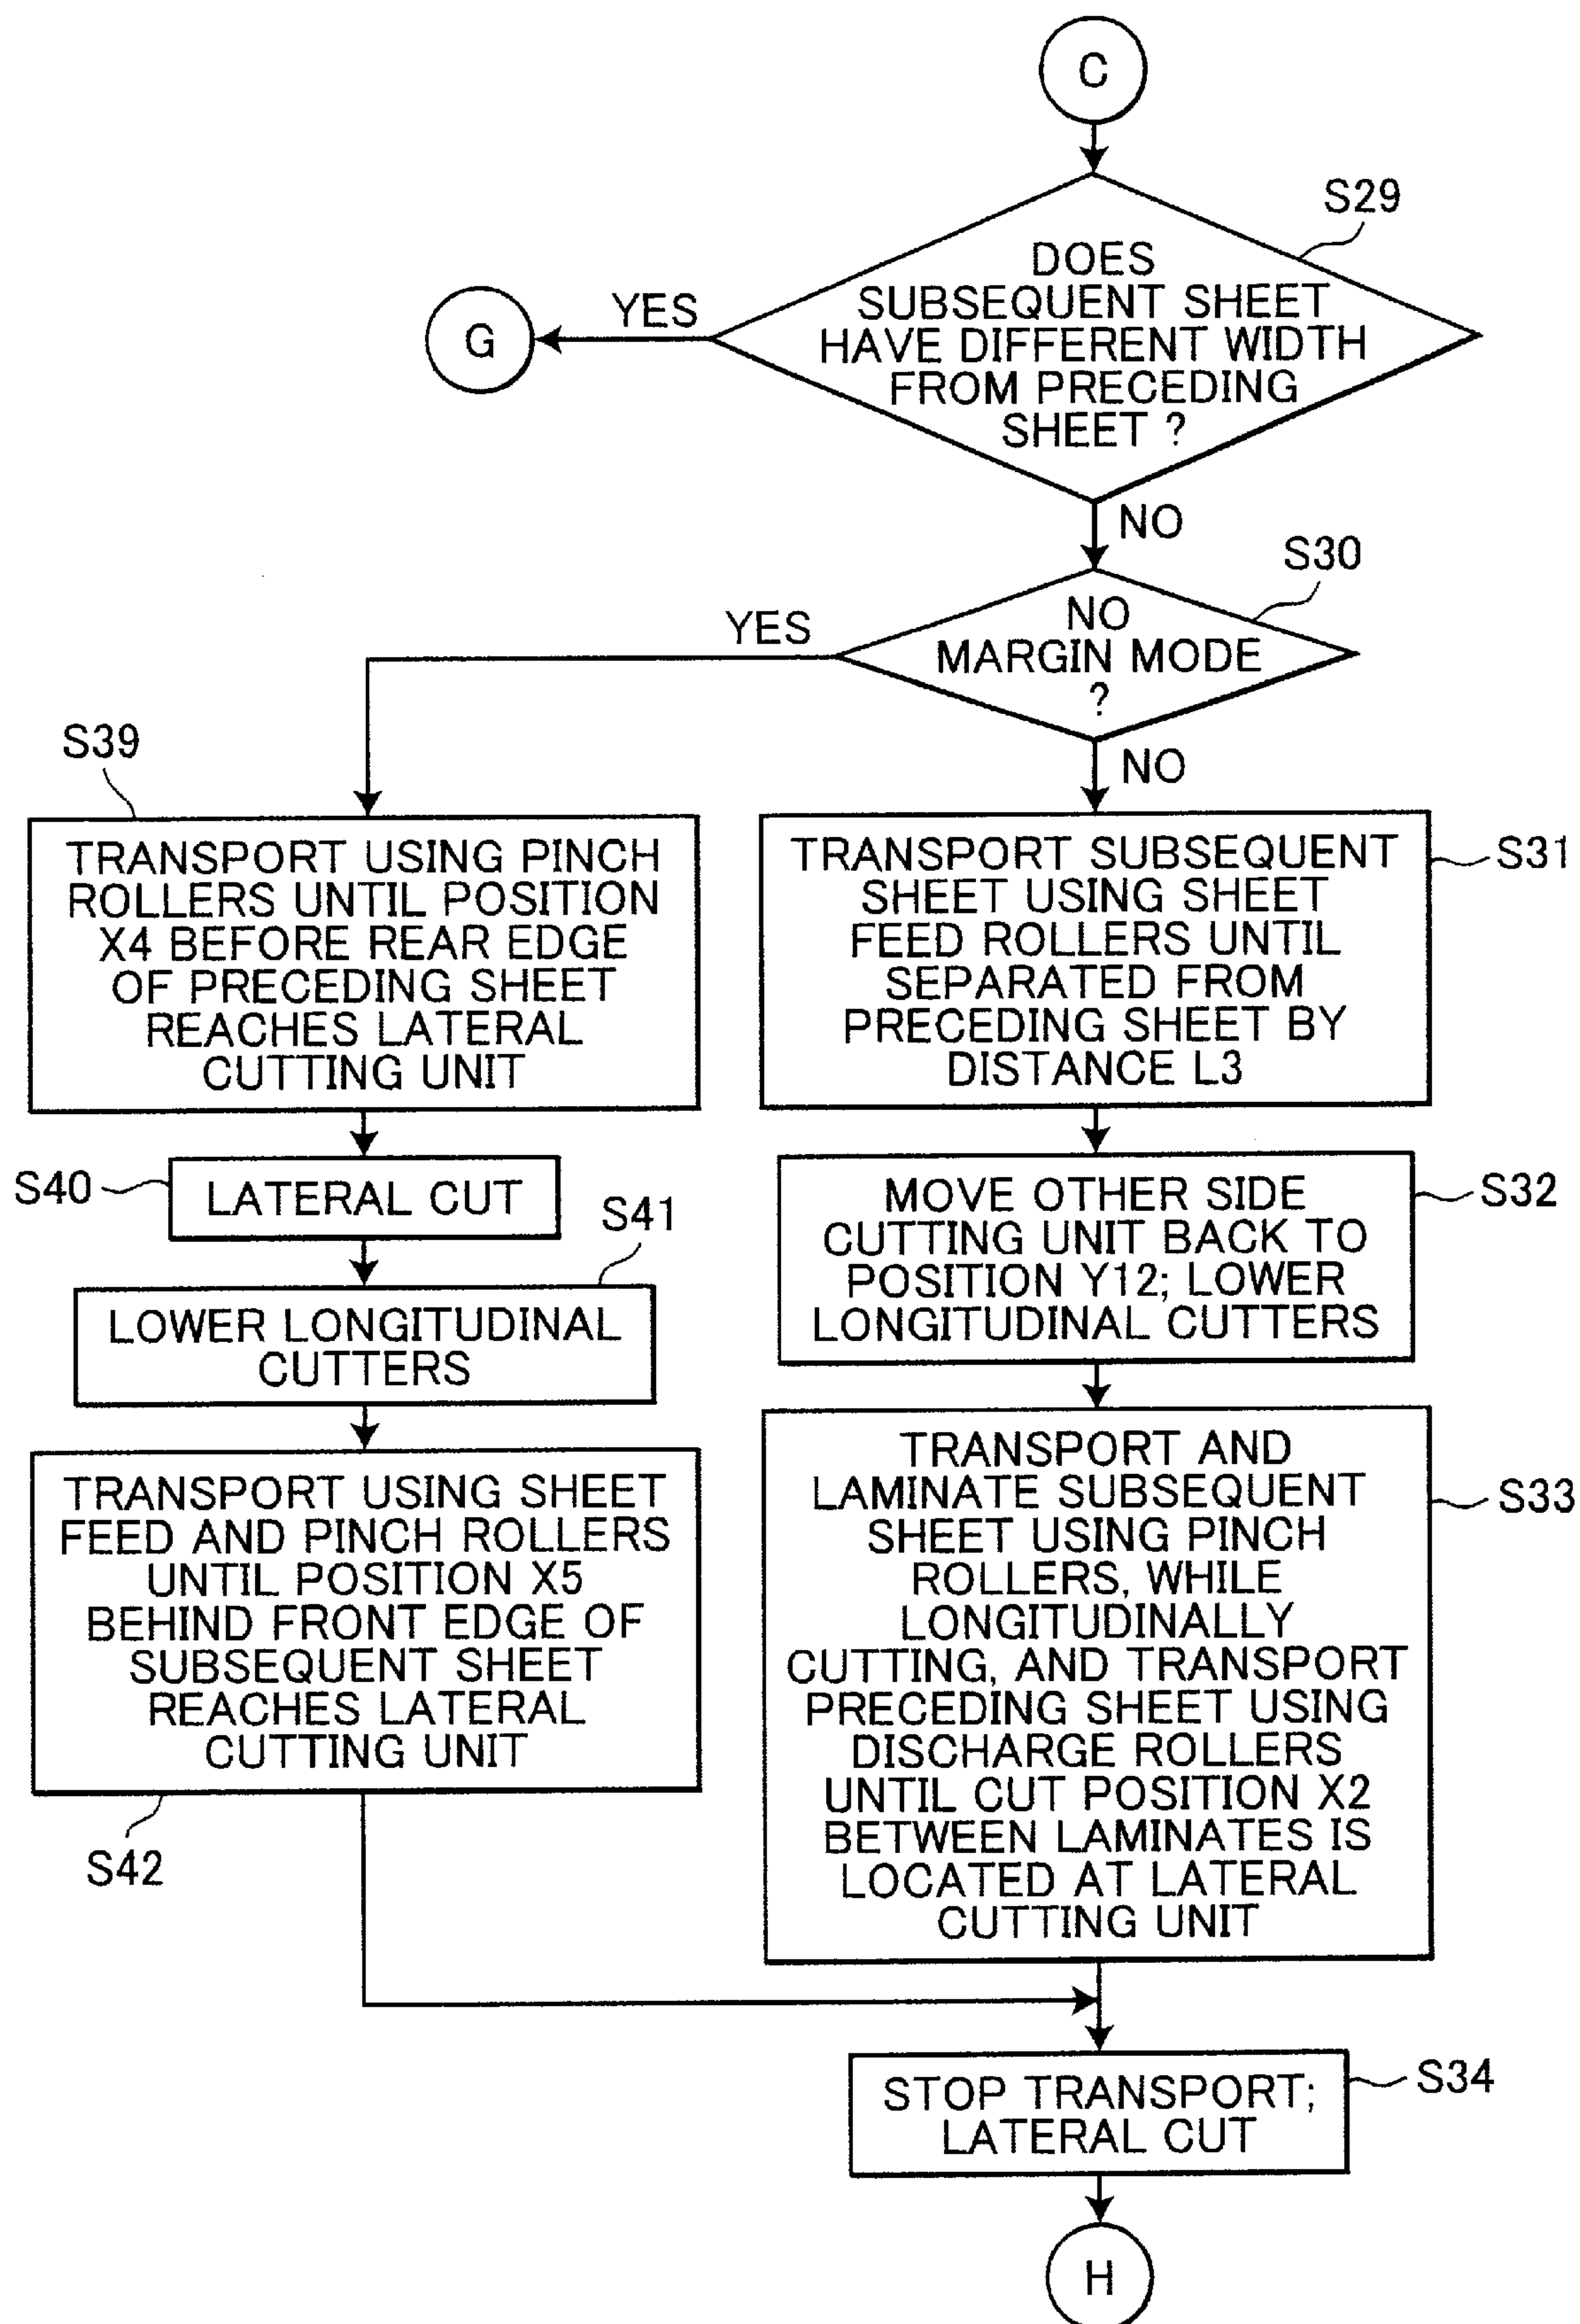 C
S29
DOES
SUBSEQUENT SHEET
HAVE DIFFERENT WIDTH
FROM PRECEDING
SHEET ?
YES
G
NO
S30
NO
MARGIN MODE
?
YES
NO
S39
TRANSPORT USING PINCH
ROLLERS UNTIL POSITION
X4 BEFORE REAR EDGE
OF PRECEDING SHEET
REACHES LATERAL
CUTTING UNIT
S40
LATERAL CUT
S41
LOWER LONGITUDINAL
CUTTERS
TRANSPORT USING SHEET
FEED AND PINCH ROLLERS
UNTIL POSITION X5
BEHIND FRONT EDGE OF
SUBSEQUENT SHEET
REACHES LATERAL
CUTTING UNIT
S42
TRANSPORT SUBSEQUENT
SHEET USING SHEET
FEED ROLLERS UNTIL
SEPARATED FROM
PRECEDING SHEET BY
DISTANCE L3
S31
MOVE OTHER SIDE
CUTTING UNIT BACK TO
POSITION Y12; LOWER
LONGITUDINAL CUTTERS
S32
TRANSPORT AND
LAMINATE SUBSEQUENT
SHEET USING PINCH
ROLLERS, WHILE
LONGITUDINALLY
CUTTING, AND TRANSPORT
PRECEDING SHEET USING
DISCHARGE ROLLERS
UNTIL CUT POSITION X2
BETWEEN LAMINATES IS
LOCATED AT LATERAL
CUTTING UNIT
S33
STOP TRANSPORT;
LATERAL CUT
S34
H